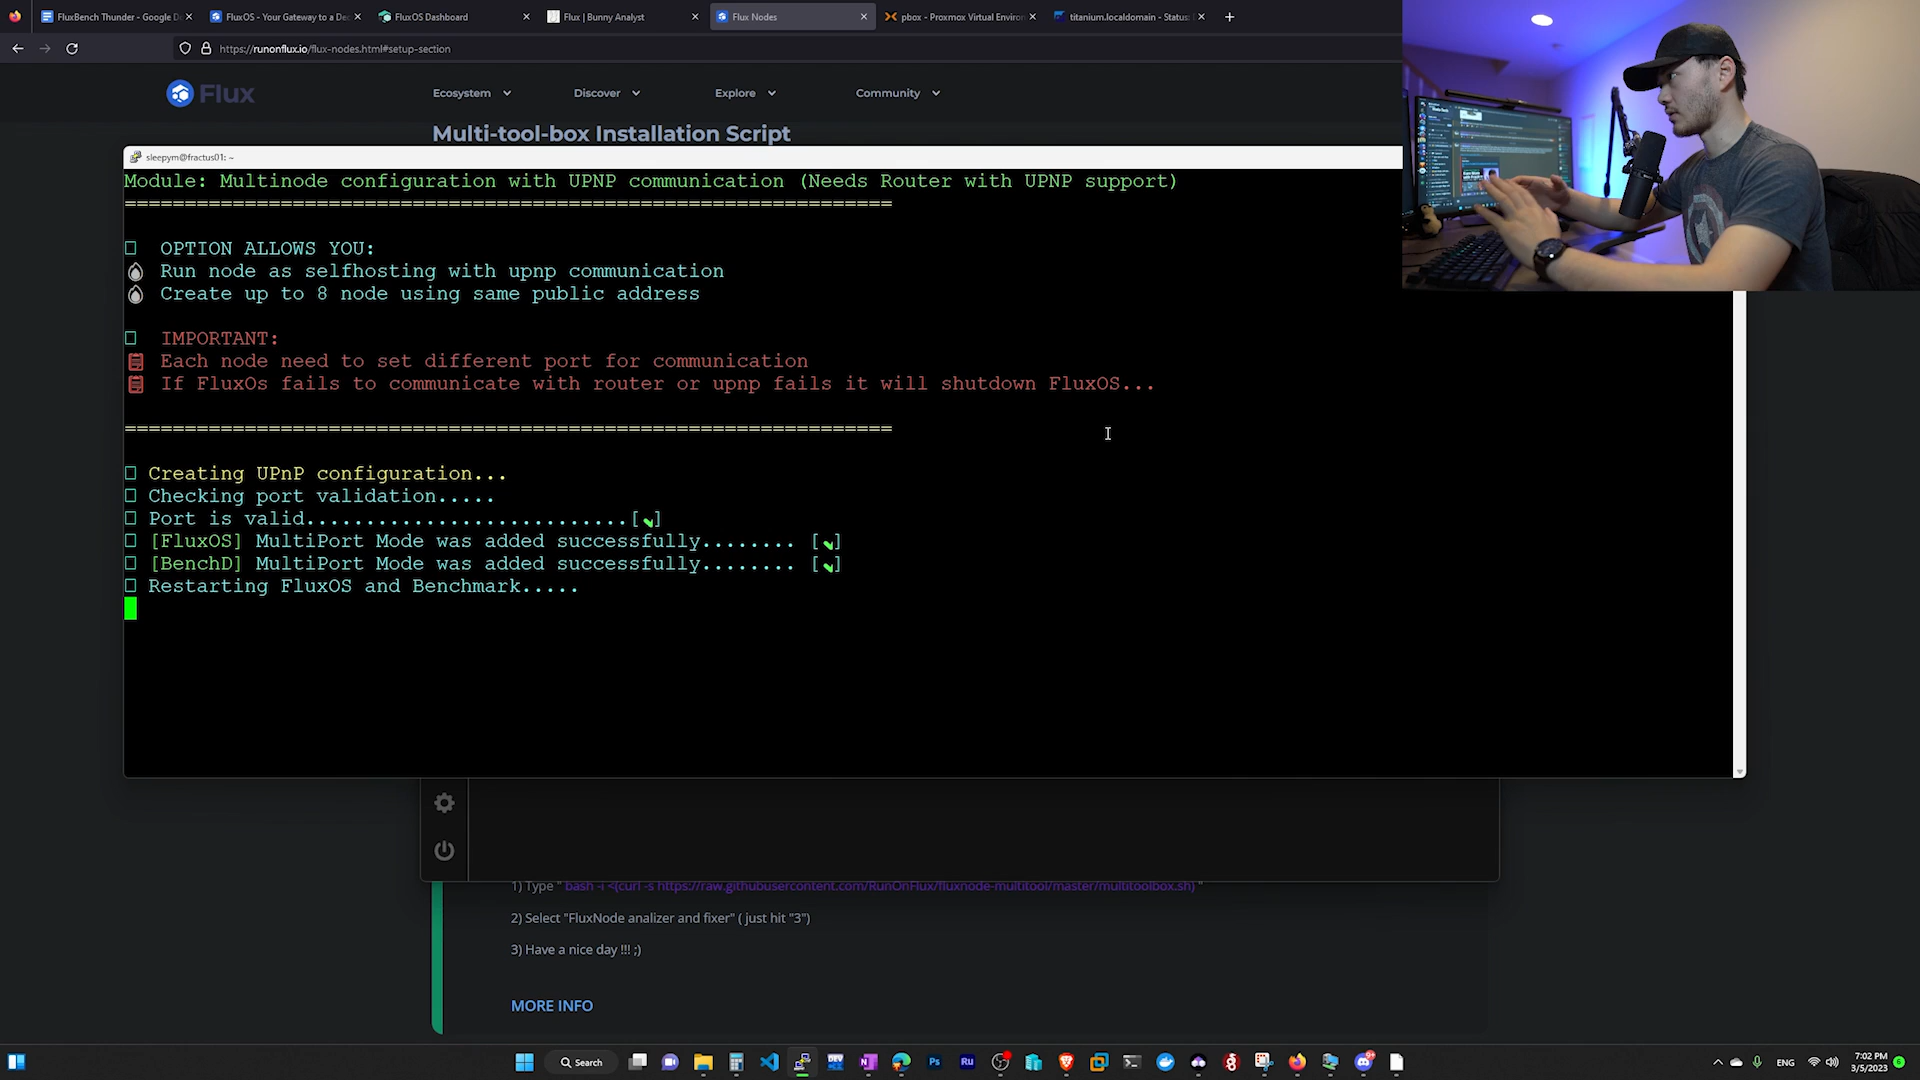 FluxBench Thunder - Google D
FluxOS - Your Gateway to a De
FluxOS Dashboard
Flux | Bunny Analyst
Flux Nodes
pbox - Proxmox Virtual Environ
titanium.localdomain - Status:
https://runonflux.io/flux-nodes.html#setup-section
Flux
Ecosystem
Discover
Explore
Community
Multi-tool-box Installation Script
sleepym@fractus01: ~
Module: Multinode configuration with UPNP communication (Needs Router with UPNP support)
================================================================
OPTION ALLOWS YOU:
Run node as selfhosting with upnp communication
Create up to 8 node using same public address
IMPORTANT:
Each node need to set different port for communication
If FluxOs fails to communicate with router or upnp fails it will shutdown FluxOS...
================================================================
Creating UPnP configuration...
Checking port validation.....
Port is valid...........................[✔]
[FluxOS] MultiPort Mode was added successfully........ [✔]
[BenchD] MultiPort Mode was added successfully........ [✔]
Restarting FluxOS and Benchmark.....
1) Type " bash -i <(curl -s https://raw.githubusercontent.com/RunOnFlux/fluxnode-multitool/master/multitoolbox.sh) "
2) Select "FluxNode analizer and fixer" ( just hit "3")
3) Have a nice day !!! ;)
MORE INFO
Search
DEV
Ps
Ru
ENG
7:02 PM
3/5/2023
6